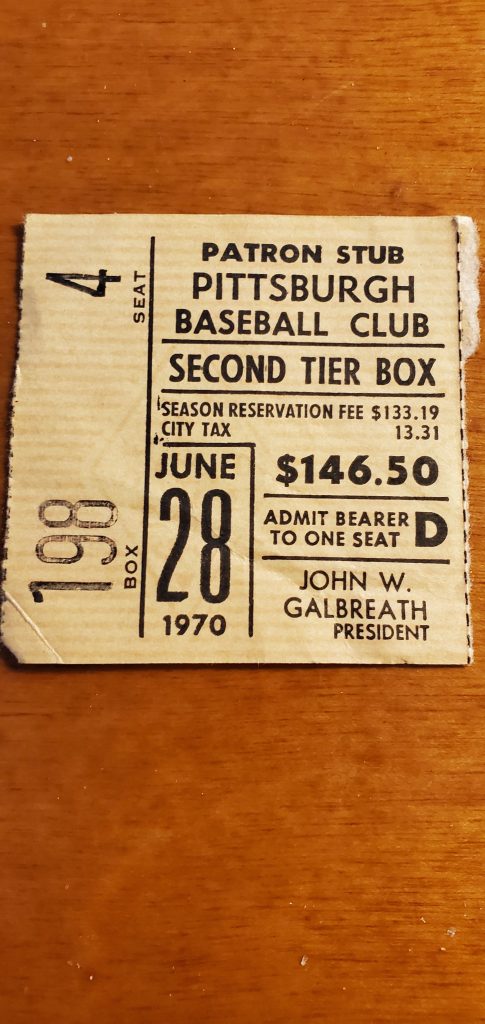 PATRON STUB
PITTSBURGH
BASEBALL CLUB
SECOND TIER BOX
SEASON RESERVATION FEE $133.19
CITY TAX 13.31
JUNE
28
1970
$146.50
ADMIT BEARER
TO ONE SEAT D
JOHN W.
GALBREATH
PRESIDENT
198 BOX
4 SEAT